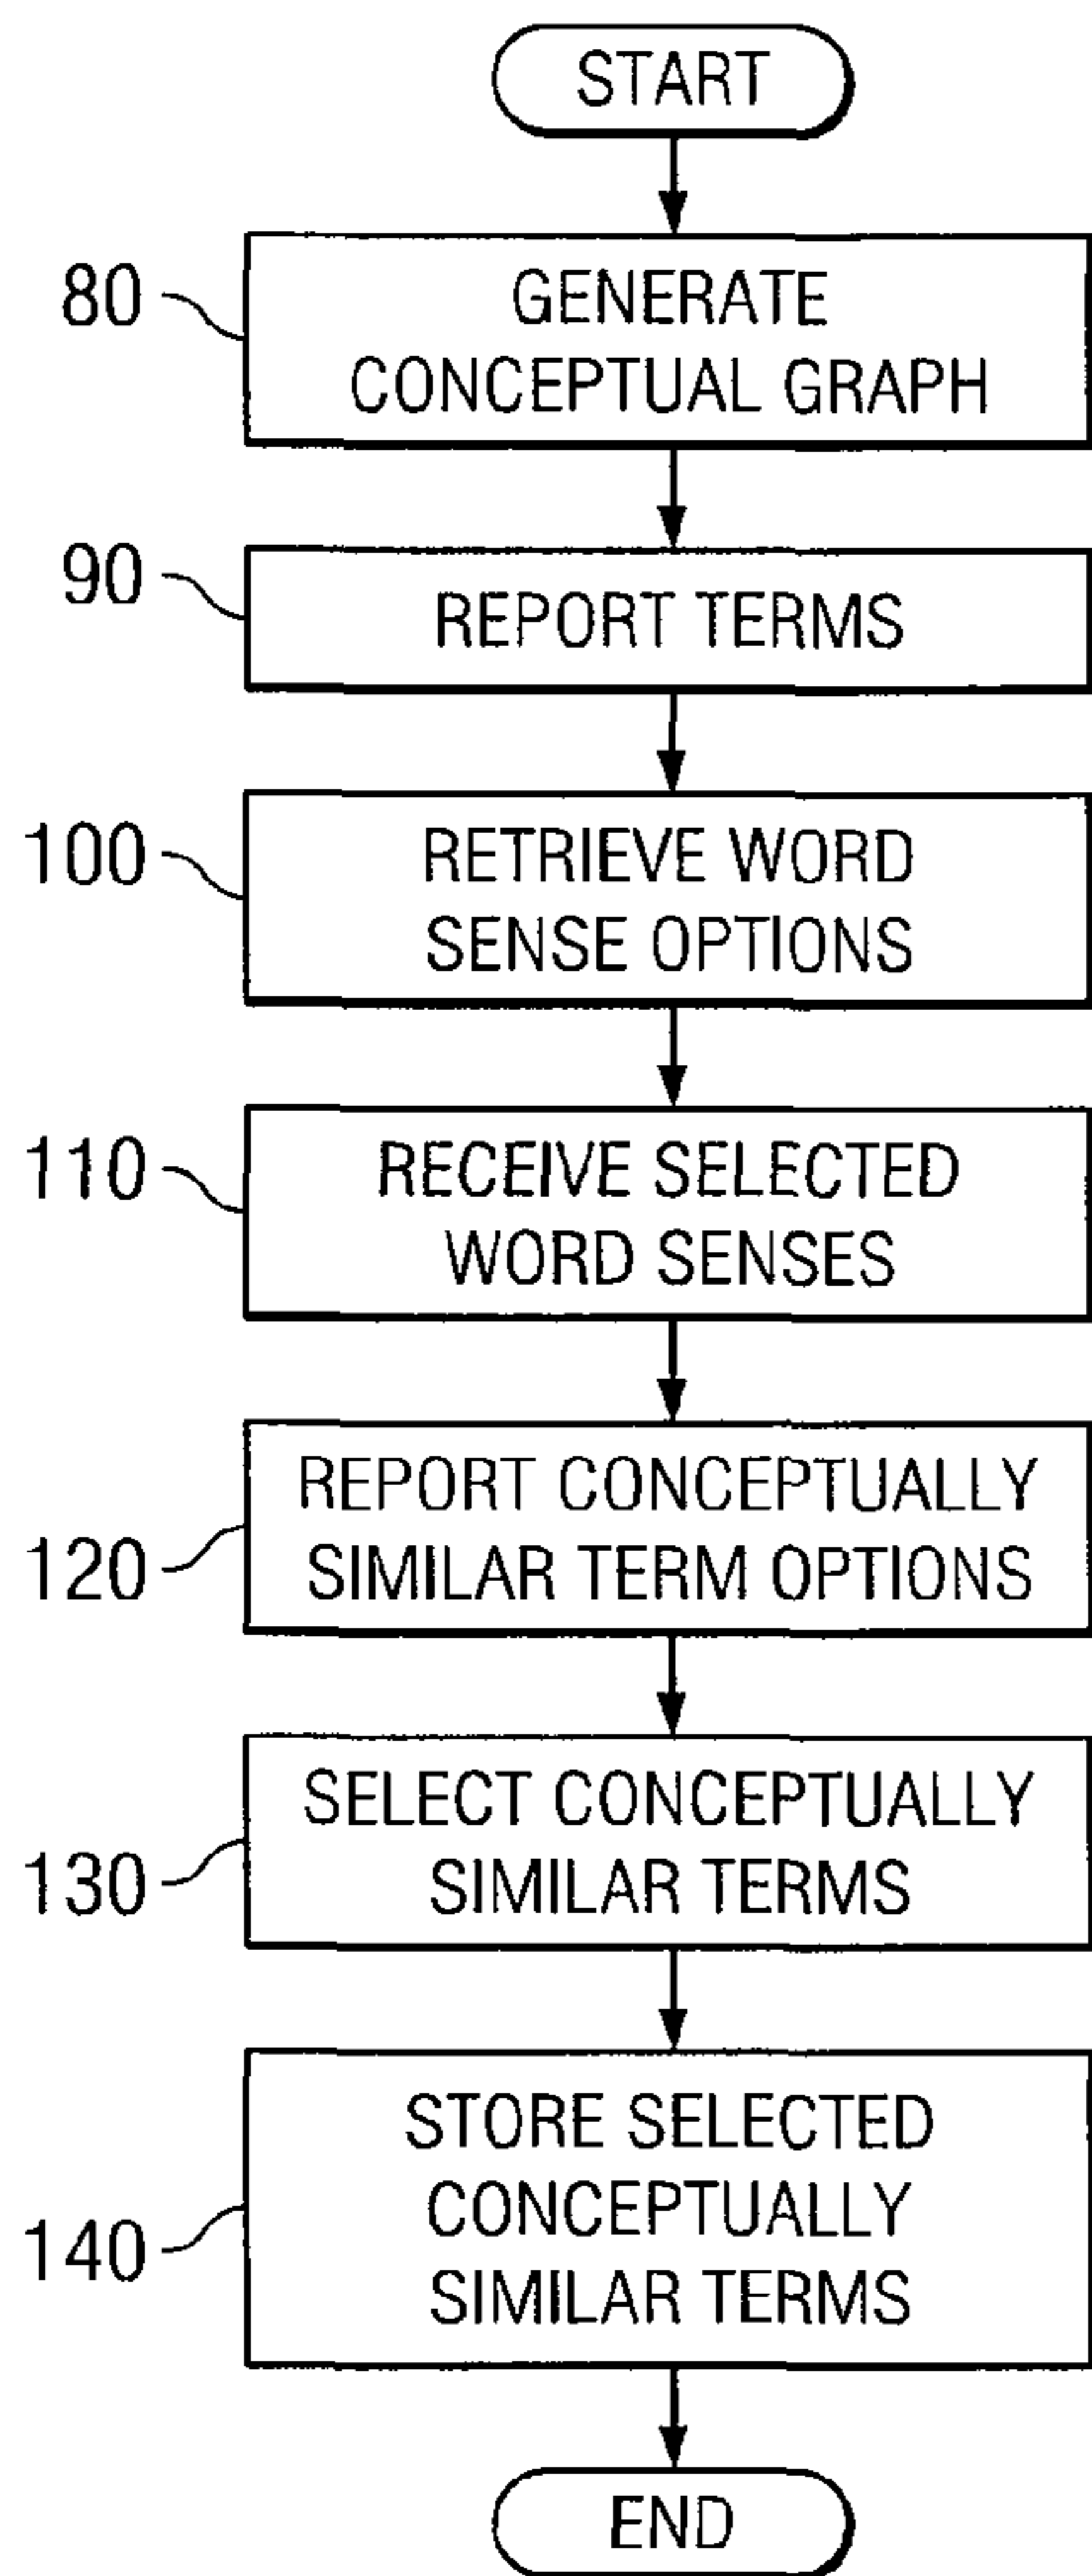 START
80
GENERATE
CONCEPTUAL GRAPH
90
REPORT TERMS
100
RETRIEVE WORD
SENSE OPTIONS
110
RECEIVE SELECTED
WORD SENSES
120
REPORT CONCEPTUALLY
SIMILAR TERM OPTIONS
130
SELECT CONCEPTUALLY
SIMILAR TERMS
140
STORE SELECTED
CONCEPTUALLY
SIMILAR TERMS
END